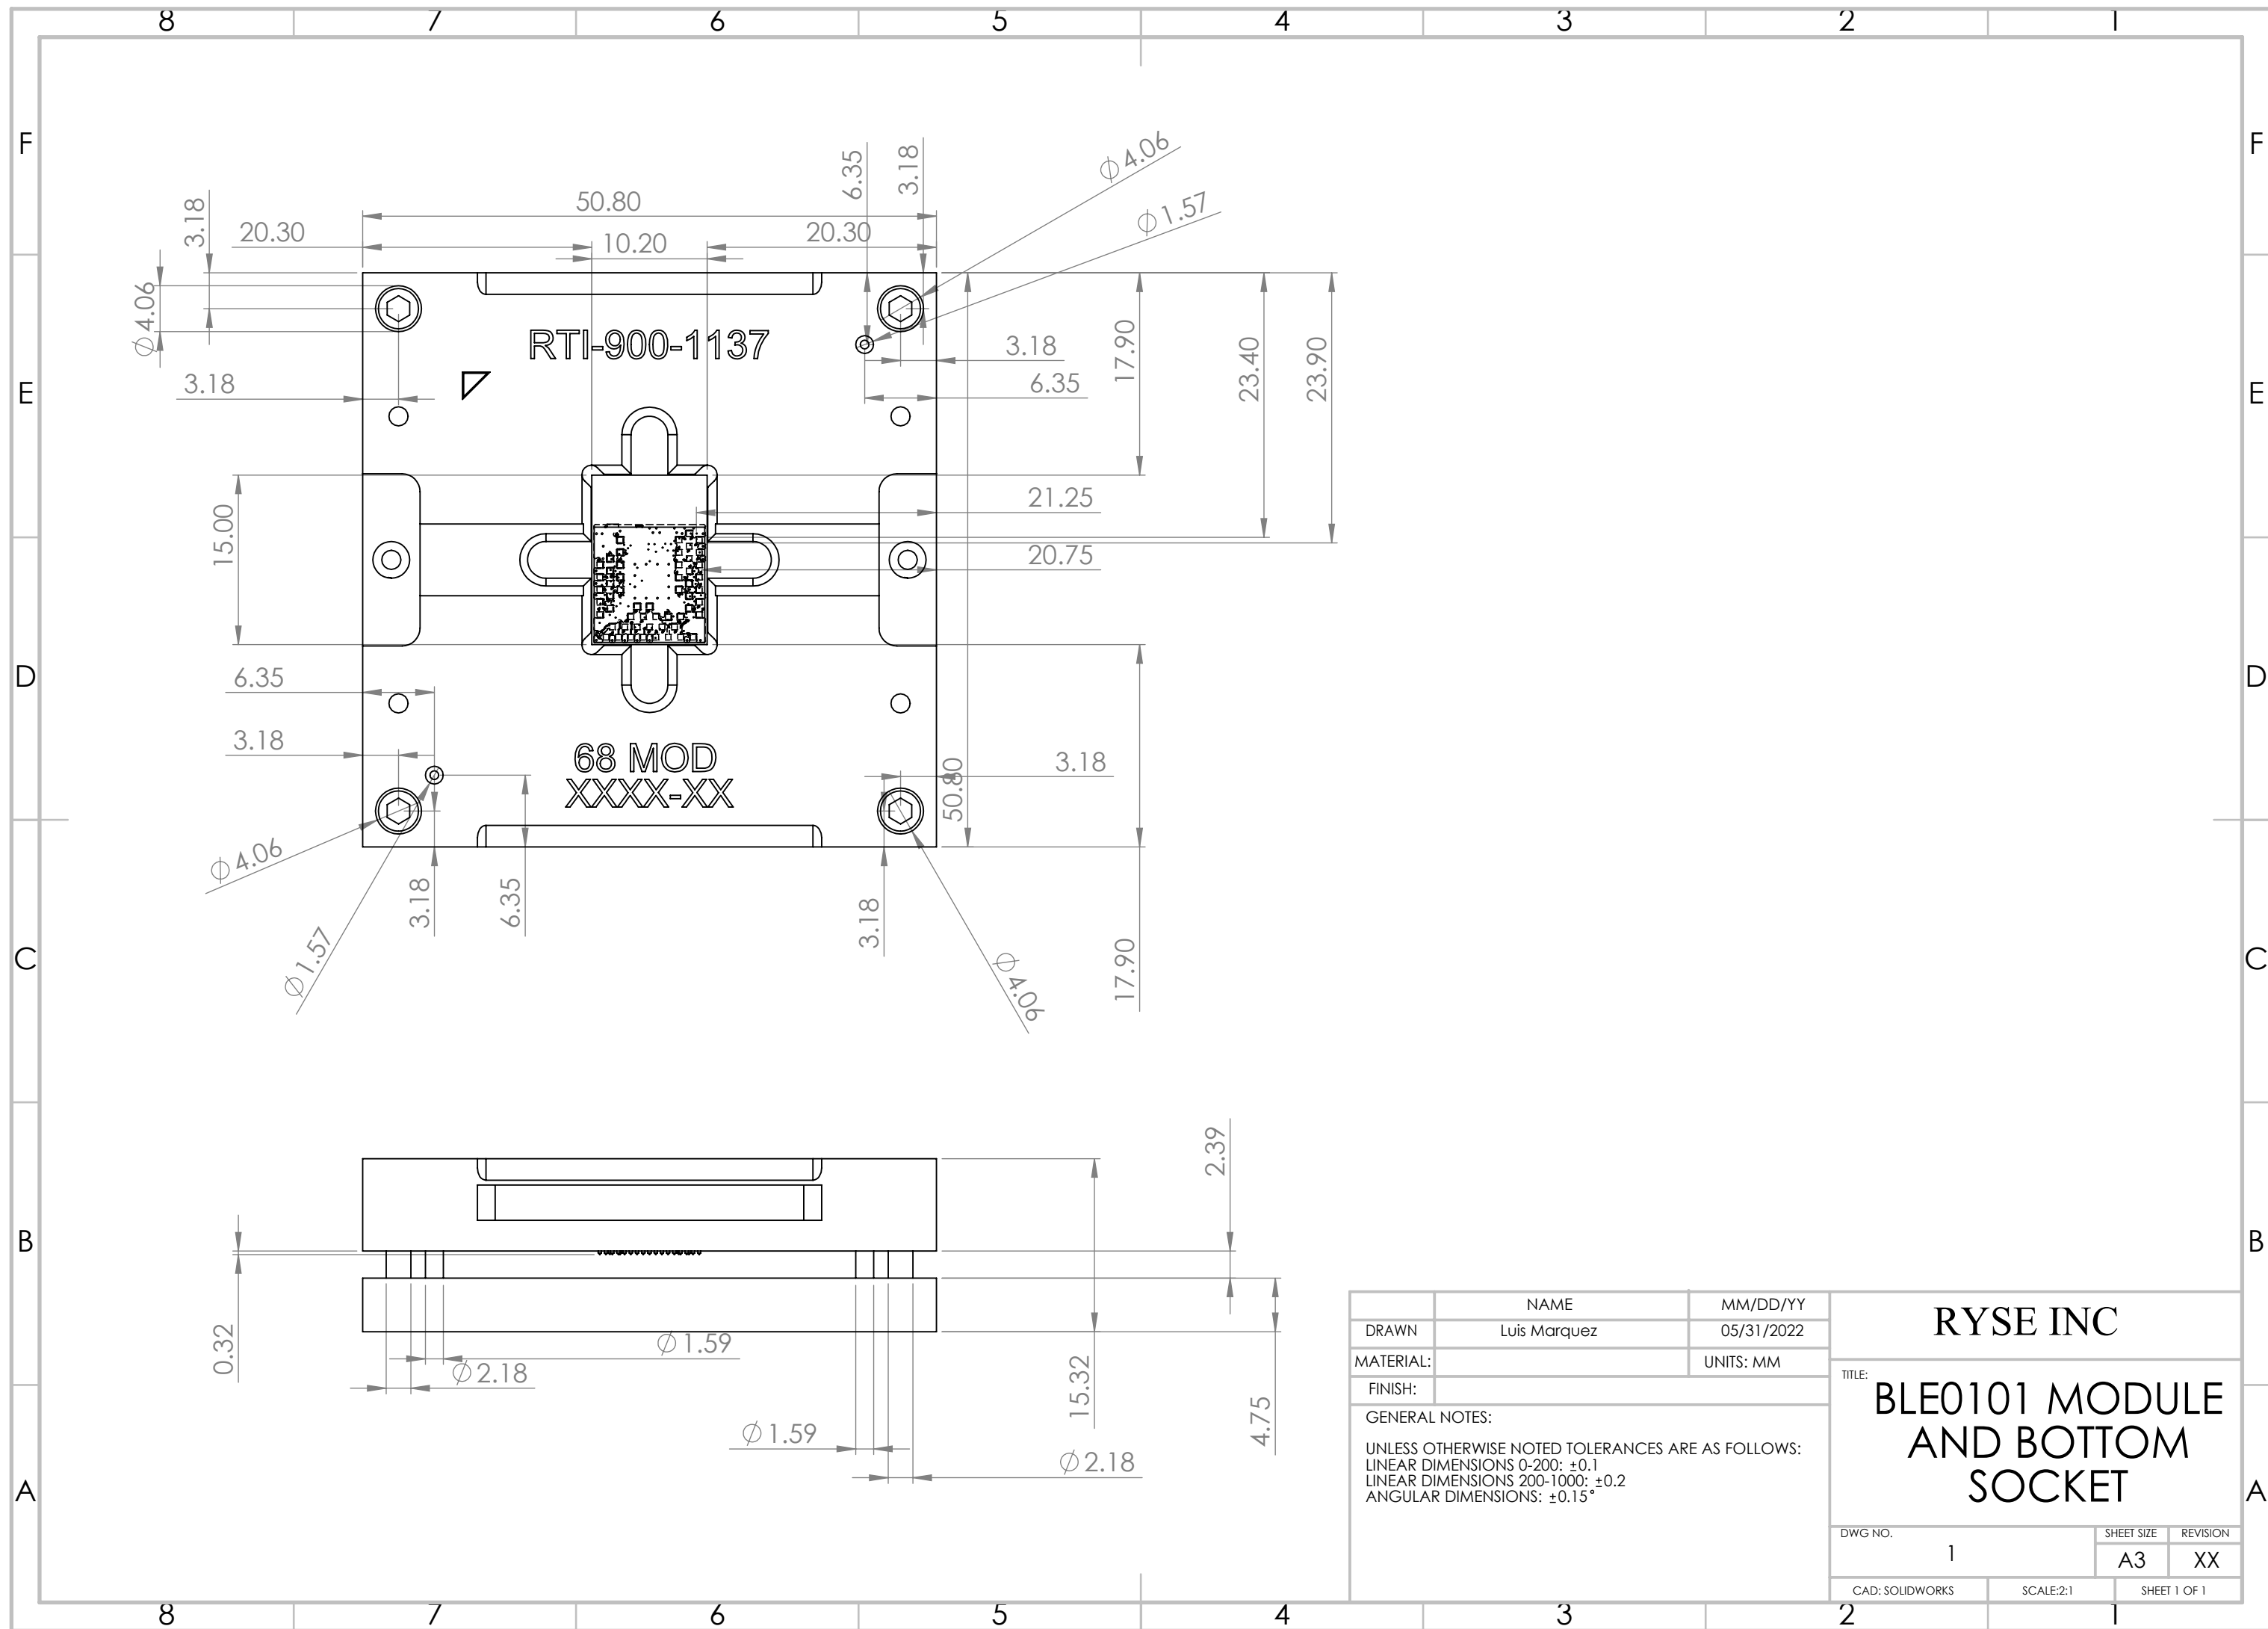 8 7 6 5 4 3 2 1
F F
E E
D D
C C
B B
A A
6.35
3.18
⌀ 4.06
⌀ 1.57
50.80
3.18
20.30
10.20
20.30
⌀ 4.06
RTI-900-1137
3.18
17.90
23.40
23.90
3.18
6.35
15.00
21.25
20.75
6.35
3.18
68 MOD
XXXX-XX
50.80
3.18
⌀ 4.06
3.18
6.35
3.18
⌀ 1.57
⌀ 4.06
17.90
2.39
0.32
⌀ 1.59
⌀ 2.18
15.32
4.75
⌀ 1.59
⌀ 2.18
NAME MM/DD/YY
DRAWN Luis Marquez 05/31/2022
MATERIAL: UNITS: MM
FINISH:
GENERAL NOTES:
UNLESS OTHERWISE NOTED TOLERANCES ARE AS FOLLOWS:
LINEAR DIMENSIONS 0-200: ±0.1
LINEAR DIMENSIONS 200-1000: ±0.2
ANGULAR DIMENSIONS: ±0.15°
RYSE INC
TITLE:
BLE0101 MODULE
AND BOTTOM
SOCKET
DWG NO. SHEET SIZE REVISION
1 A3 XX
CAD: SOLIDWORKS SCALE:2:1 SHEET 1 OF 1
8 7 6 5 4 3 2 1